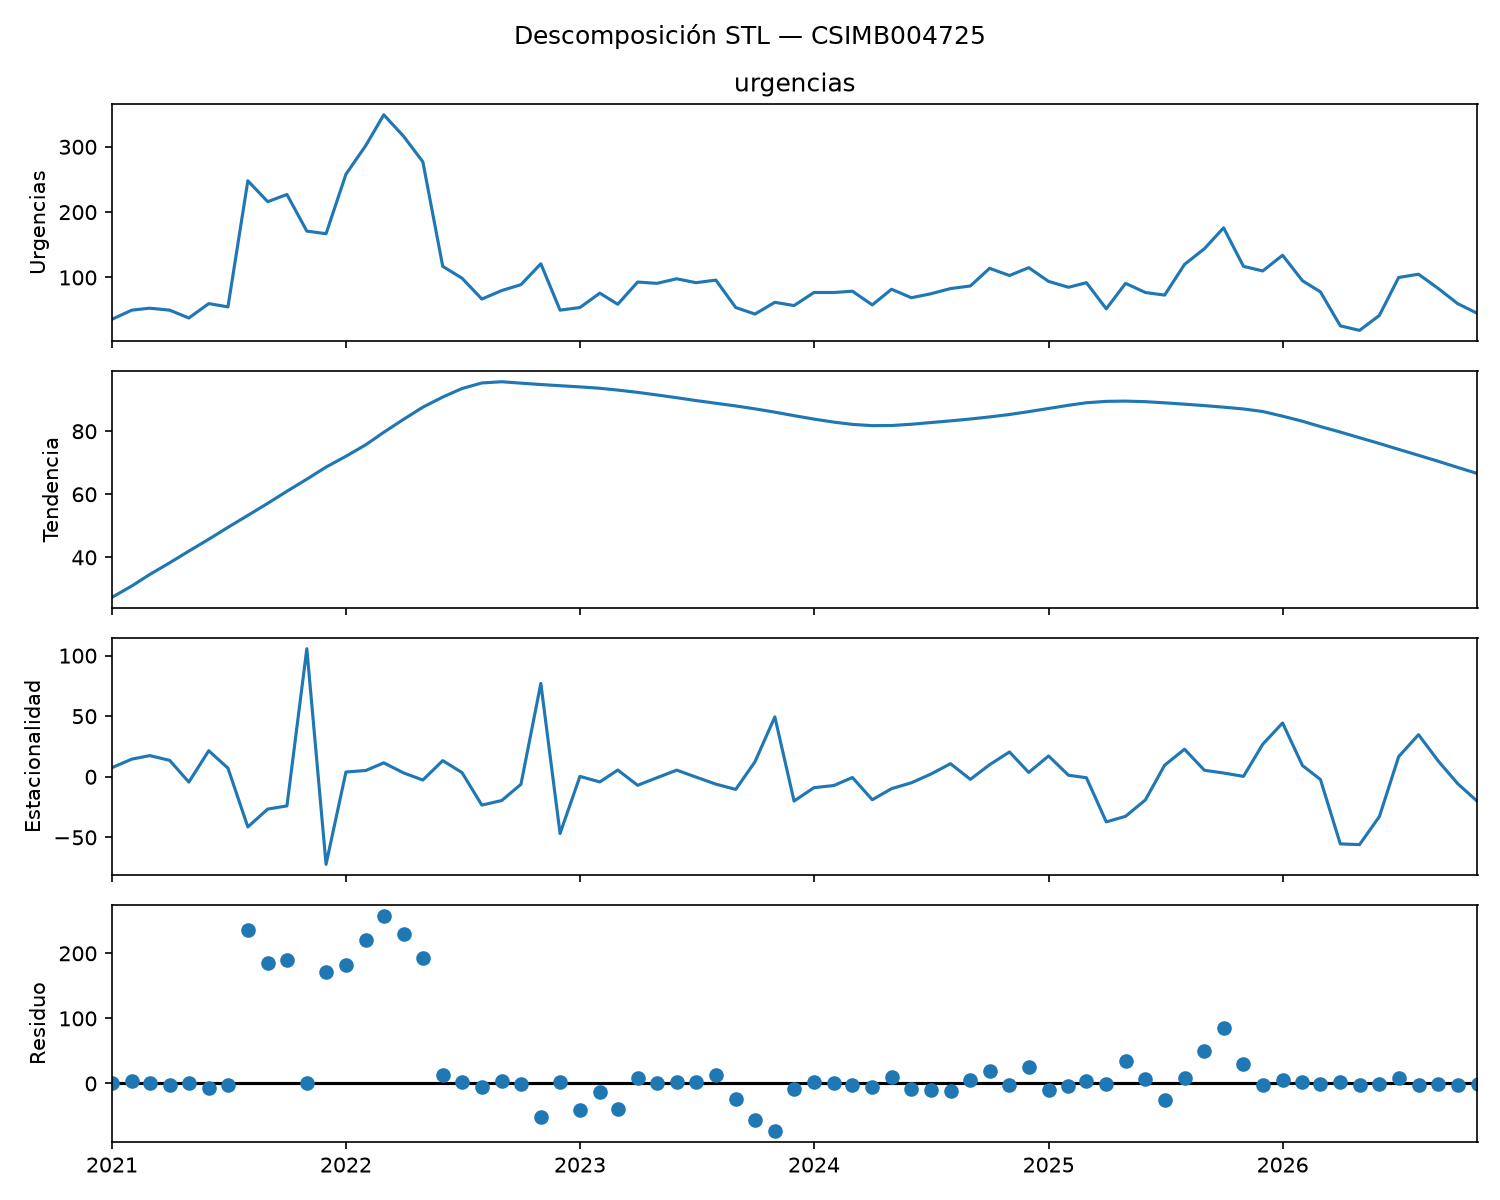 Descomposición STL — CSIMB004725
urgencias
Urgencias
300
200
100
Tendencia
80
60
40
Estacionalidad
100
50
0
−50
Residuo
200
100
0
2021 2022 2023 2024 2025 2026